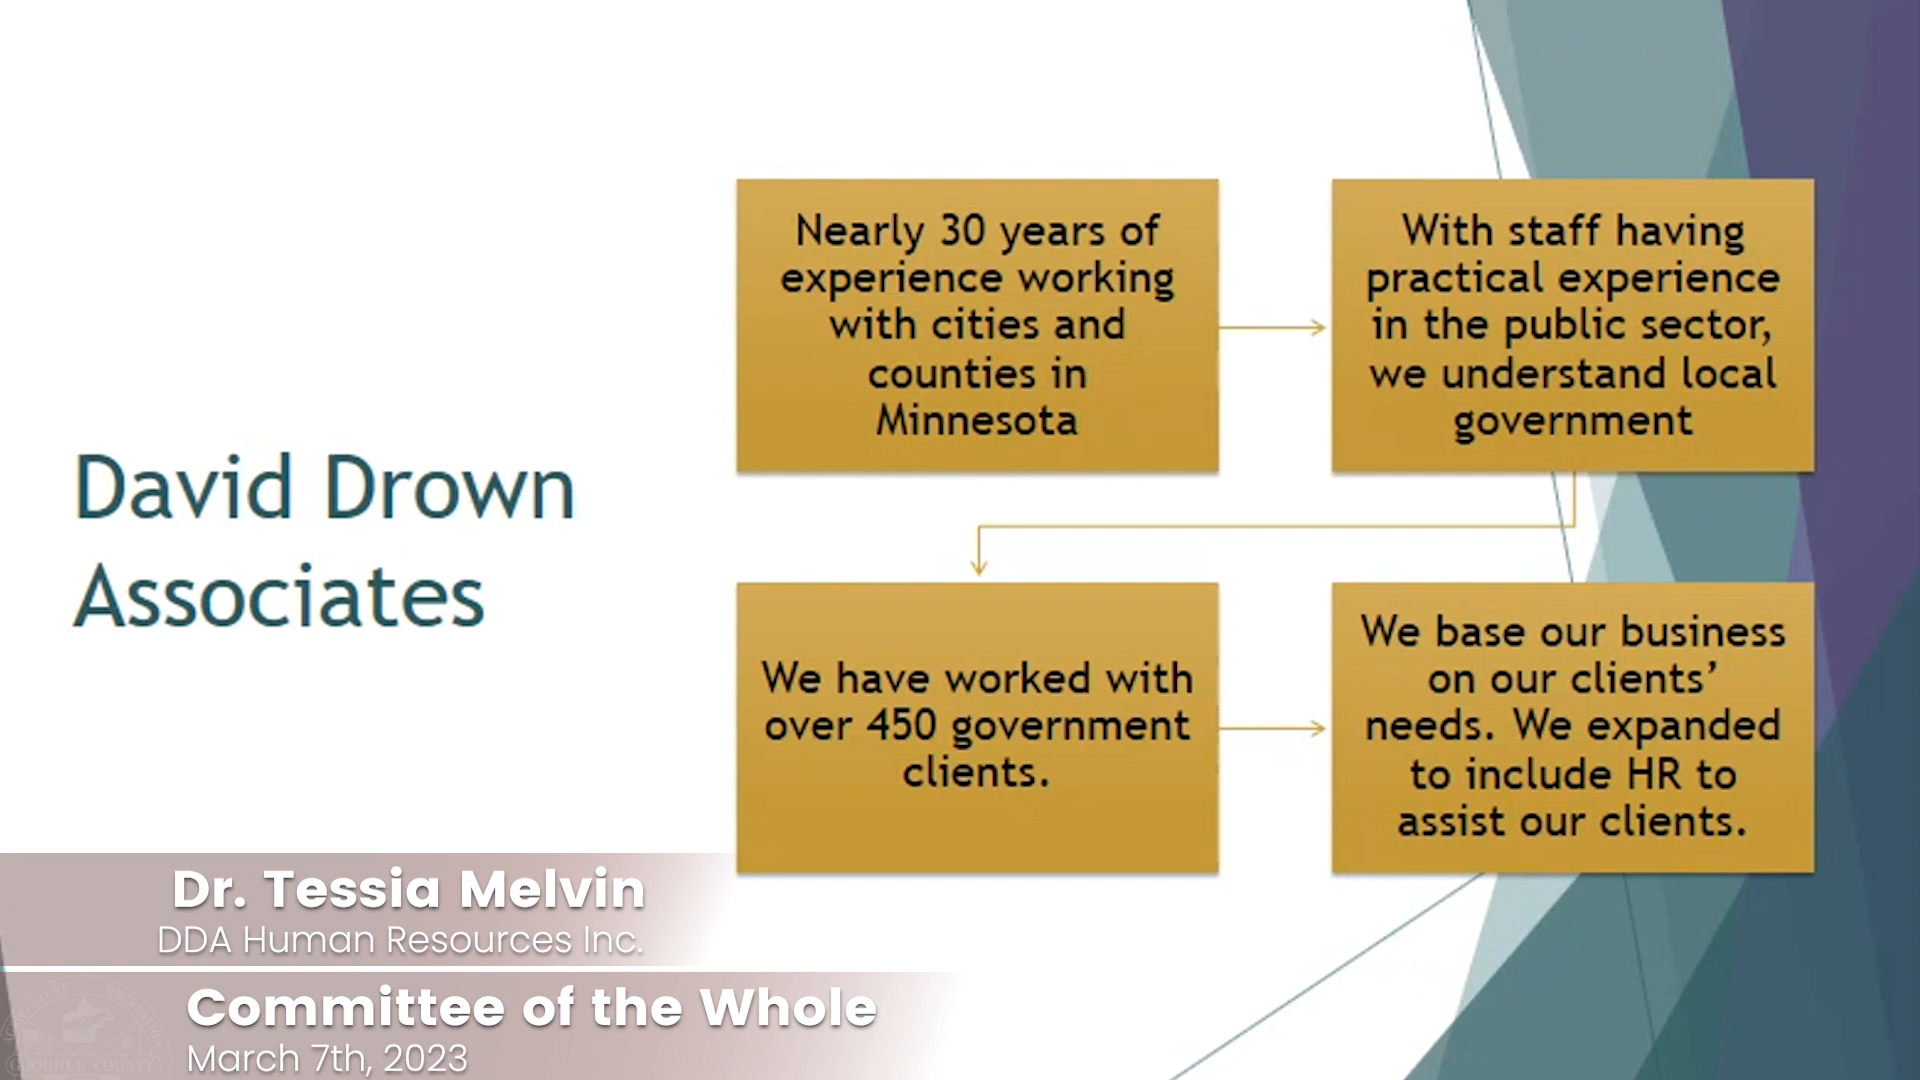 David Drown
Associates
Nearly 30 years of
experience working
with cities and
counties in
Minnesota
With staff having
practical experience
in the public sector,
we understand local
government
We have worked with
over 450 government
clients.
We base our business
on our clients’
needs. We expanded
to include HR to
assist our clients.
Dr. Tessia Melvin
DDA Human Resources Inc.
Committee of the Whole
March 7th, 2023
RECREATION
GOODHUE COUNTY